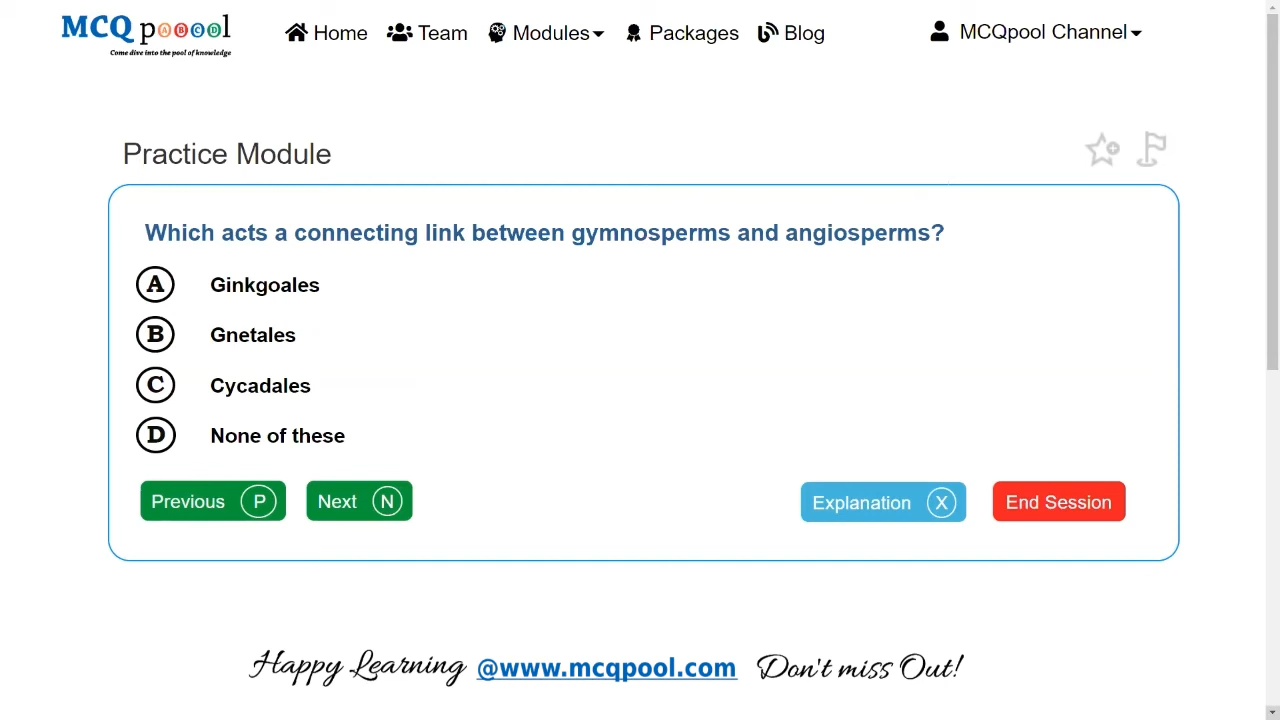 MCQ pooool
A B C D
Come dive into the pool of knowledge
Home Team Modules Packages Blog MCQpool Channel
Practice Module
Which acts a connecting link between gymnosperms and angiosperms?
A Ginkgoales
B Gnetales
C Cycadales
D None of these
Previous P Next N Explanation X End Session
Happy Learning @www.mcqpool.com Don't miss Out!